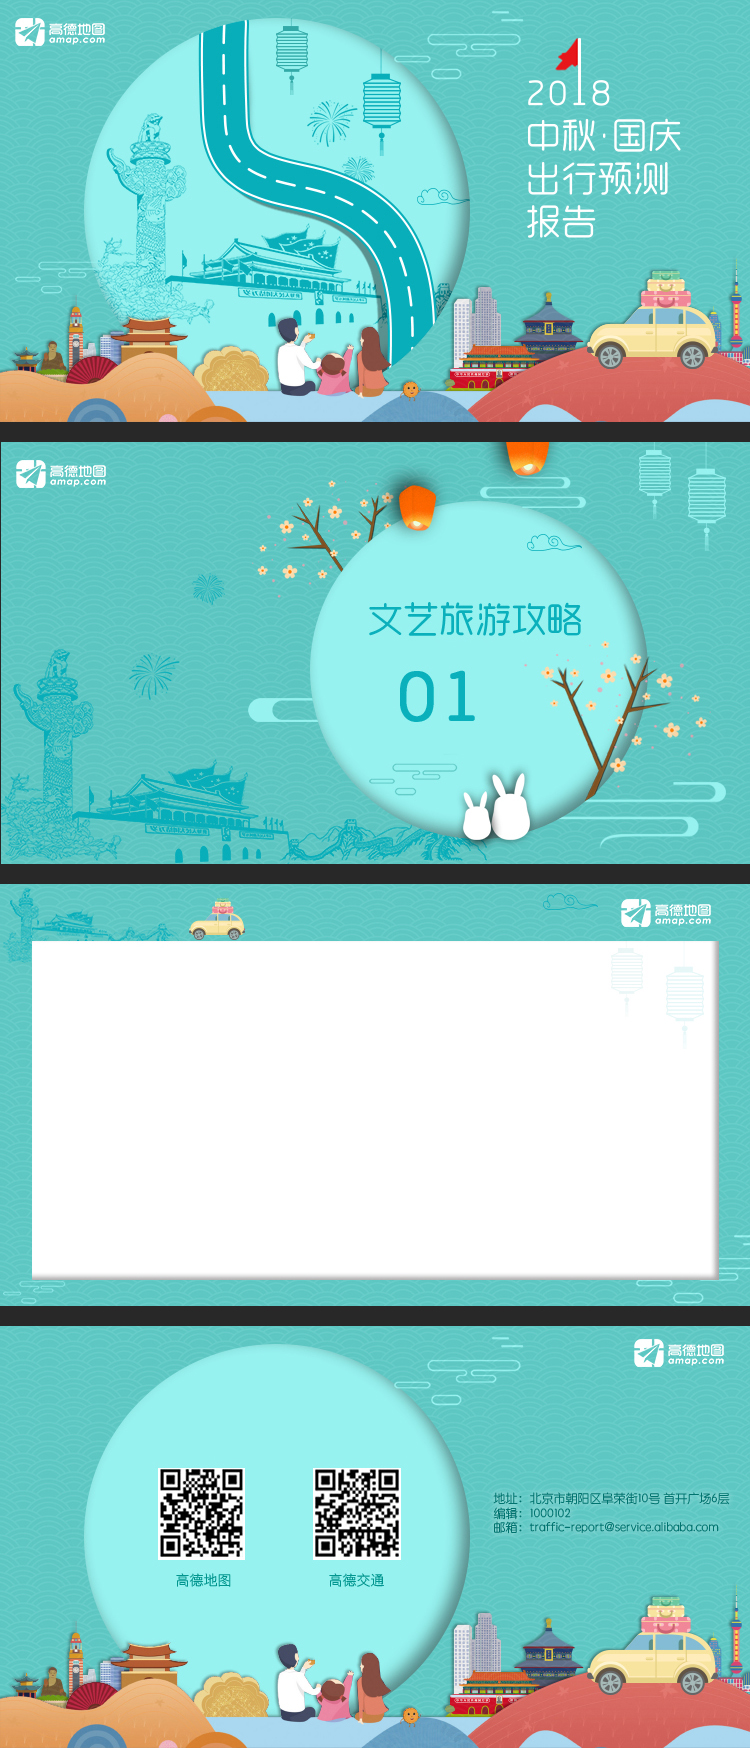 高德地图
amap.com
2018
中秋·国庆
出行预测
报告
高德地图
amap.com
文艺旅游攻略
01
高德地图
amap.com
高德地图
amap.com
地址：北京市朝阳区阜荣街10号 首开广场6层
编辑：1000102
邮箱：traffic-report@service.alibaba.com
高德地图
高德交通